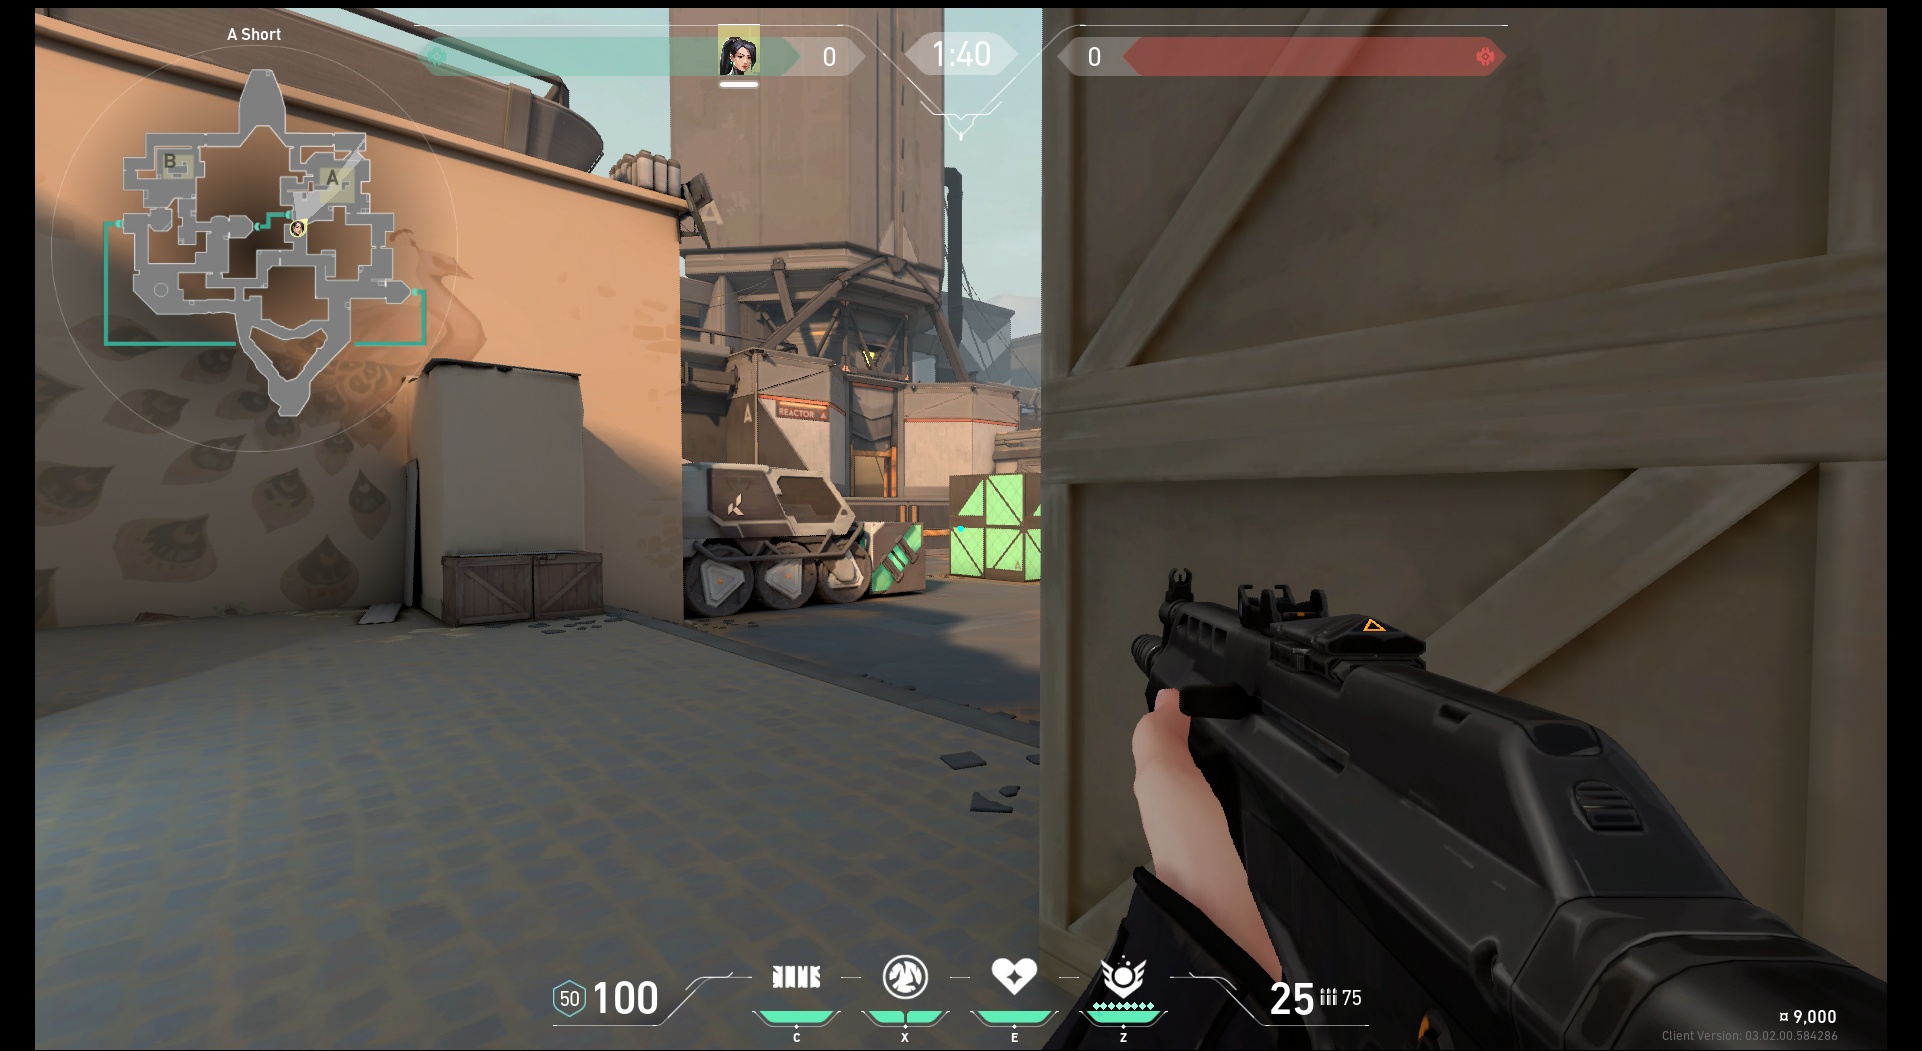 A Short
0
1:40
0
B
A
A
A
REACTOR A
50
100
25
75
C
X
E
Z
¤ 9,000
Client Version: 03.02.00.584286